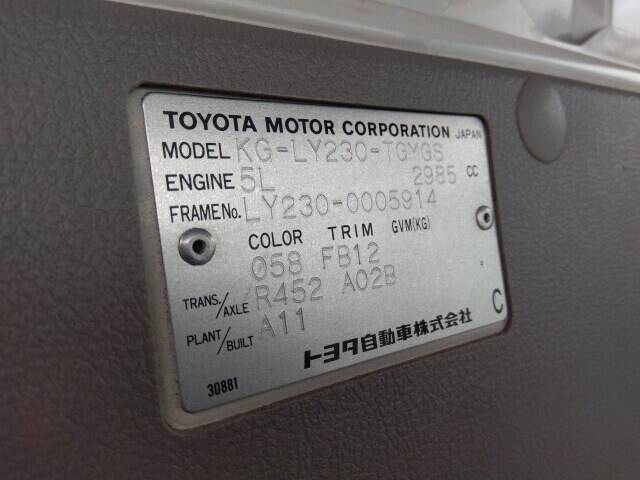 TOYOTA MOTOR CORPORATION JAPAN
MODEL KG-LY230-TGMGS
ENGINE 5L 2985 CC
FRAME No. LY230-0005914
COLOR TRIM GVM(KG)
058 FB12
TRANS./AXLE R452 A02B
PLANT/BUILT A11
C
トヨタ自動車株式会社
30881